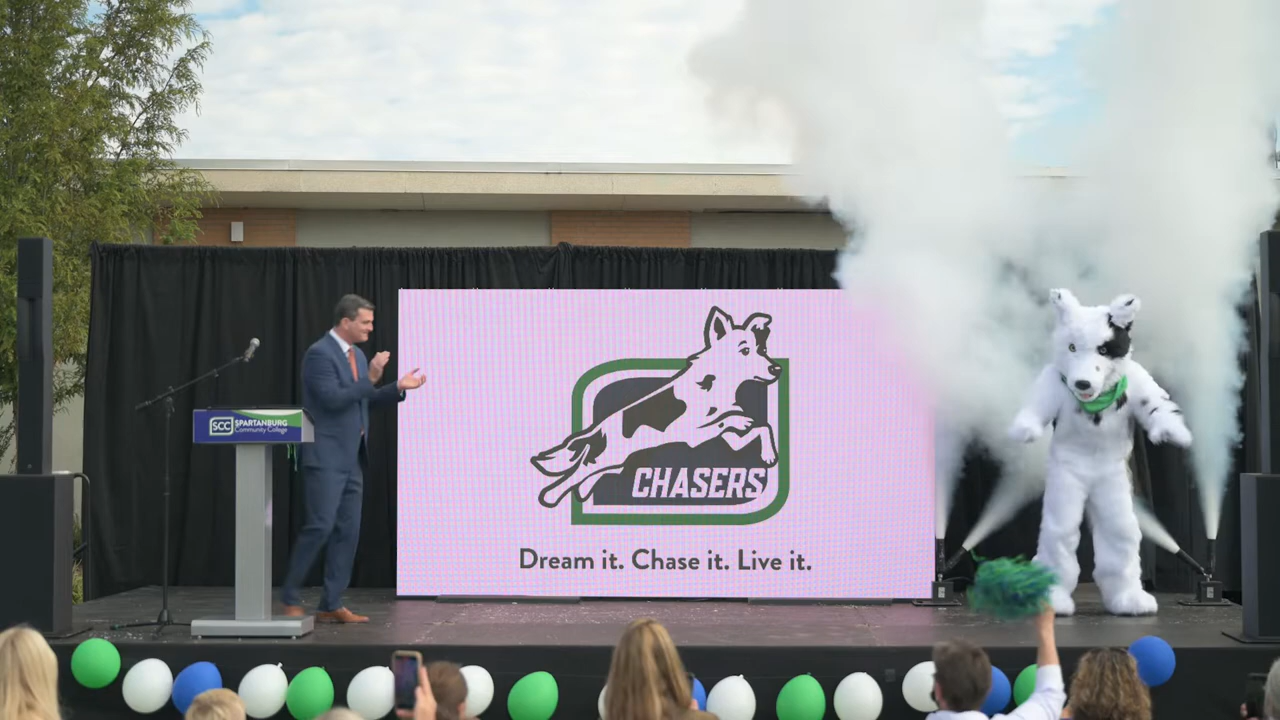 SCC
SPARTANBURG
Community College
CHASERS
Dream it. Chase it. Live it.